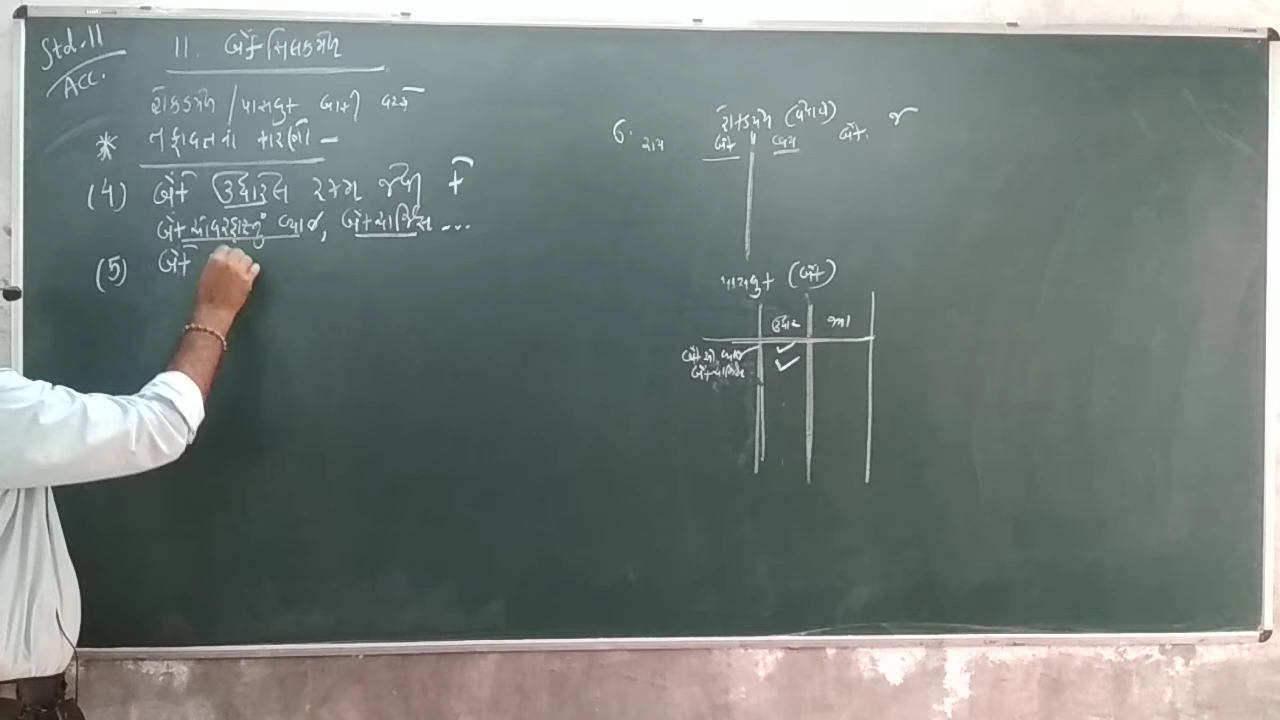 Std. 11
Acc.
11. બેંક સિલકમેળ
રોકડમેળ / પાસબુક બાકી વચ્ચે
* તફાવતનાં કારણો –
(4) બેંકે ઉધારેલ રકમ જેવી કે
બેંક ઓવરડ્રાફ્ટનું વ્યાજ, બેંક ચાર્જિસ ...
(5) બેંકે
રોકડમેળ
બેંક
પાસબુક (બેંક)
ઉધાર જમા
બેંક ઓ. વ્યાજ ✓
બેંક ચાર્જિસ ✓